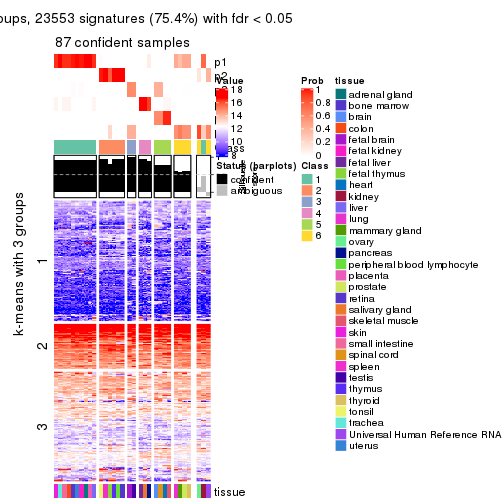 oups, 23553 signatures (75.4%) with fdr < 0.05
87 confident samples
p1
p2
Value
18
16
14
12
10
8
Prob
1
0.8
0.6
0.4
0.2
0
tissue
adrenal gland
bone marrow
brain
colon
fetal brain
fetal kidney
fetal liver
fetal thymus
heart
kidney
liver
lung
mammary gland
ovary
pancreas
peripheral blood lymphocyte
placenta
prostate
retina
salivary gland
skeletal muscle
skin
small intestine
spinal cord
spleen
testis
thymus
thyroid
tonsil
trachea
Universal Human Reference RNA
uterus
Status (barplots)
confident
ambiguous
Class
1
2
3
4
5
6
k-means with 3 groups
1
2
3
tissue